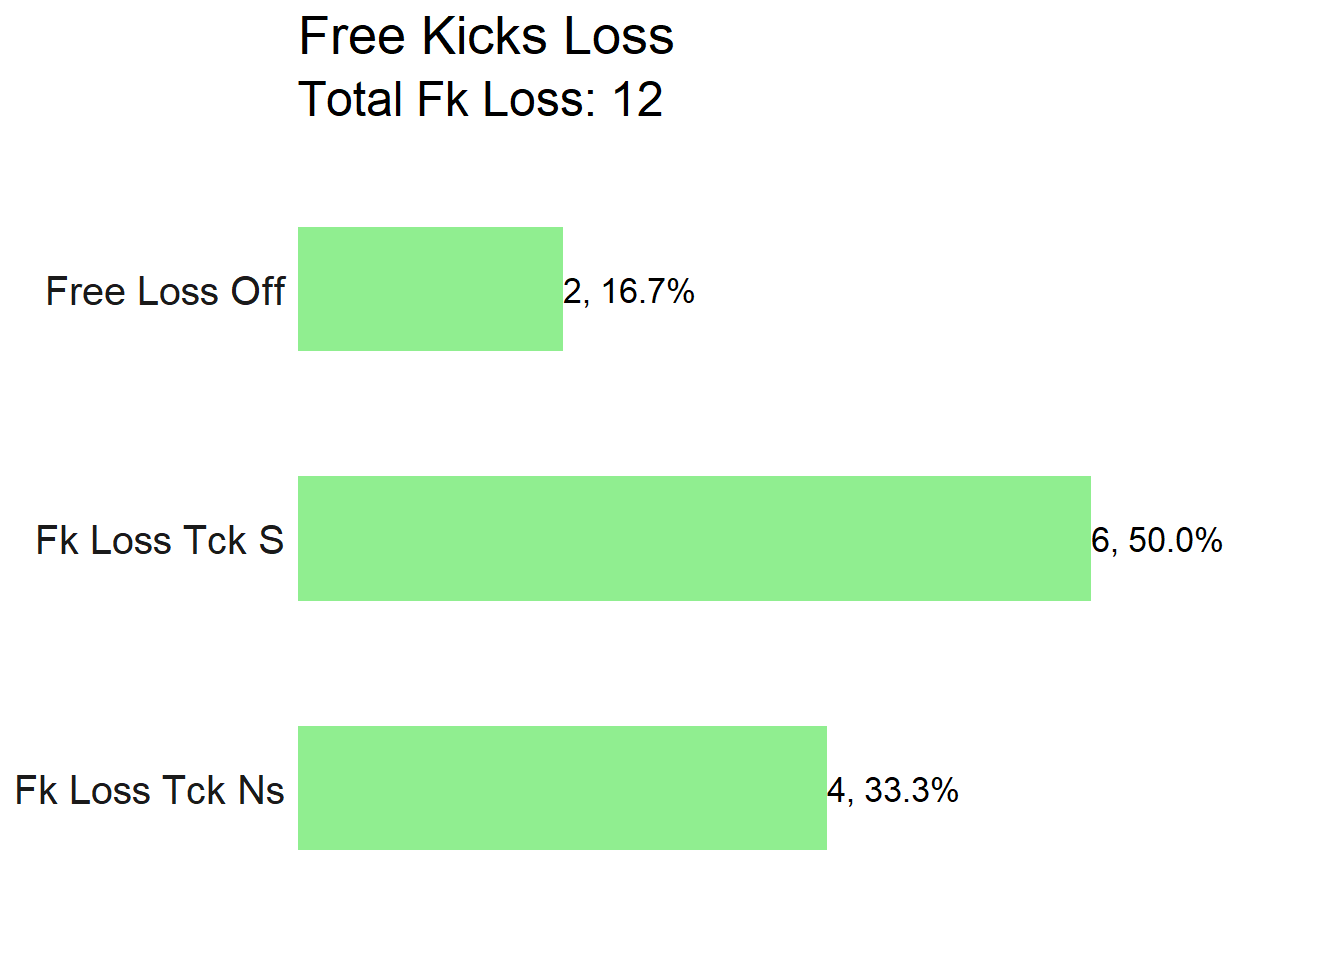 Free Kicks Loss
Total Fk Loss: 12
Free Loss Off
2, 16.7%
Fk Loss Tck S
6, 50.0%
Fk Loss Tck Ns
4, 33.3%